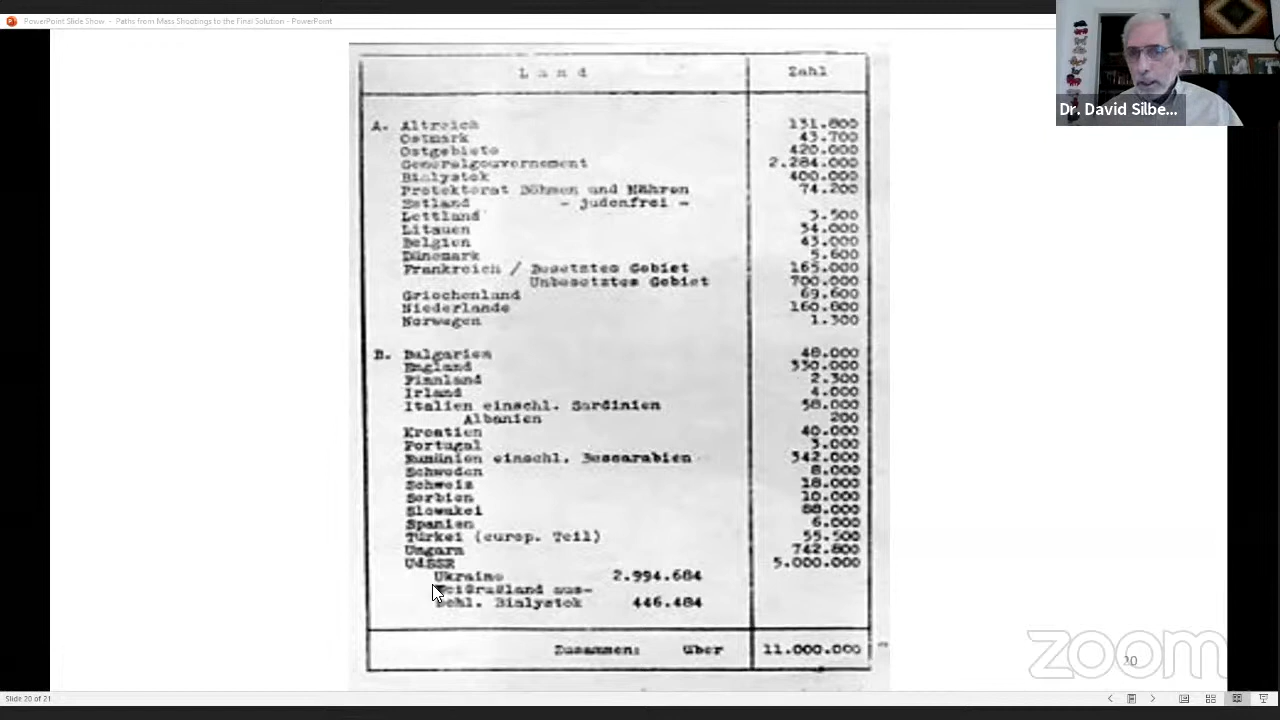 PowerPoint Slide Show - Paths from Mass Shootings to the Final Solution - PowerPoint
Dr. David Silbe...
Land Zahl
A. Altreich 131.800
Ostmark 43.700
Ostgebiete 420.000
Generalgouvernement 2.284.000
Bialystok 400.000
Protektorat Böhmen und Mähren 74.200
Estland - judenfrei -
Lettland 3.500
Litauen 34.000
Belgien 43.000
Dänemark 5.600
Frankreich / Besetztes Gebiet 165.000
Unbesetztes Gebiet 700.000
Griechenland 69.600
Niederlande 160.800
Norwegen 1.300
B. Bulgarien 48.000
England 330.000
Finnland 2.300
Irland 4.000
Italien einschl. Sardinien 58.000
Albanien 200
Kroatien 40.000
Portugal 3.000
Rumänien einschl. Bessarabien 342.000
Schweden 8.000
Schweiz 18.000
Serbien 10.000
Slowakei 88.000
Spanien 6.000
Türkei (europ. Teil) 55.500
Ungarn 742.800
UdSSR 5.000.000
Ukraine 2.994.684
Weißrußland aus-
schl. Bialystok 446.484
Zusammen: über 11.000.000
zoom
20
Slide 20 of 21